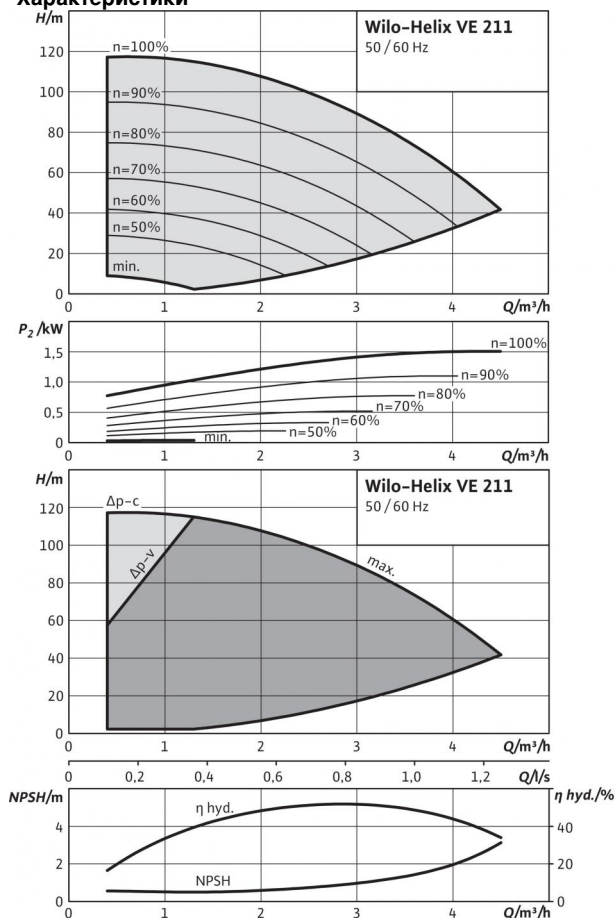 Характеристики
H/m
Wilo-Helix VE 211
50 / 60 Hz
n=100%
120
n=90%
100
n=80%
80
n=70%
60
n=60%
40
n=50%
20
min.
0
0 1 2 3 4 Q/m³/h
P₂ /kW
n=100%
1,5
n=90%
1,0
n=80%
n=70%
0,5
n=60%
n=50%
min.
0
0 1 2 3 4 Q/m³/h
H/m
Wilo-Helix VE 211
50 / 60 Hz
Δp-c
120
100
max.
Δp-v
80
60
40
20
0
0 1 2 3 4 Q/m³/h
0 0,2 0,4 0,6 0,8 1,0 1,2 Q/l/s
NPSH/m
η hyd./%
η hyd.
4 40
2 20
NPSH
0 0
0 1 2 3 4 Q/m³/h